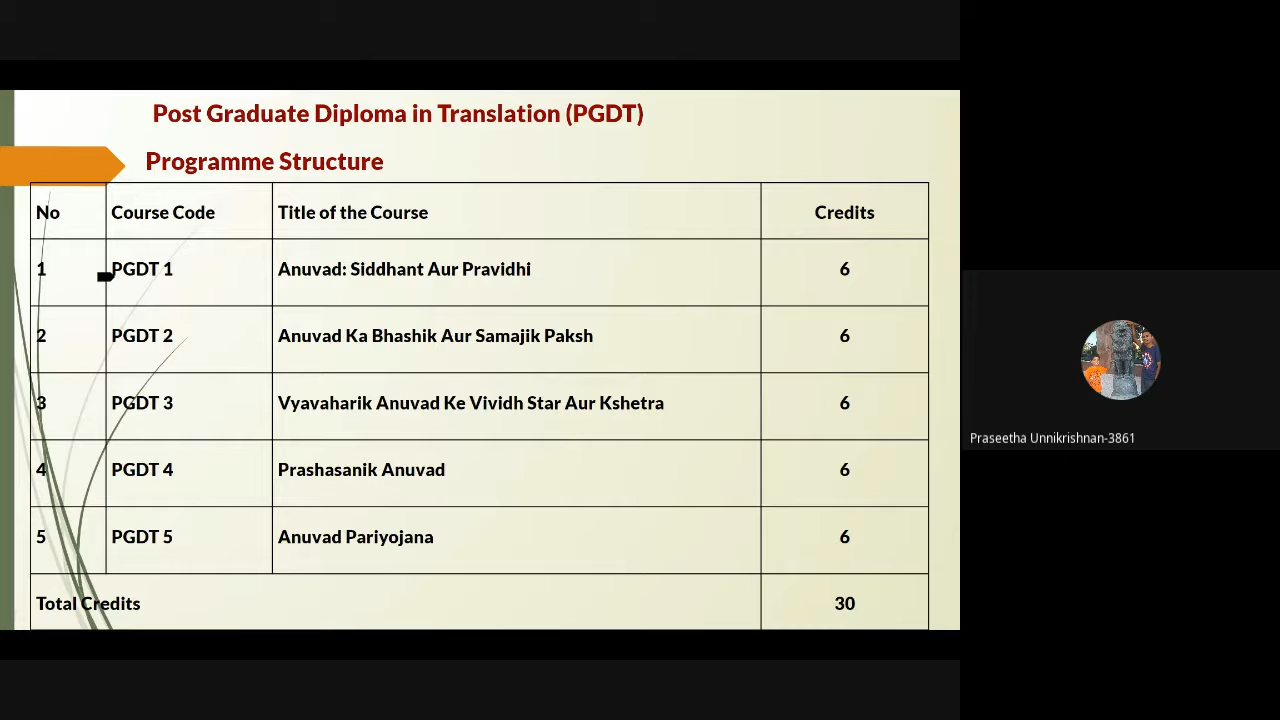 Post Graduate Diploma in Translation (PGDT)
Programme Structure
No Course Code Title of the Course Credits
1 PGDT 1 Anuvad: Siddhant Aur Pravidhi 6
2 PGDT 2 Anuvad Ka Bhashik Aur Samajik Paksh 6
3 PGDT 3 Vyavaharik Anuvad Ke Vividh Star Aur Kshetra 6
4 PGDT 4 Prashasanik Anuvad 6
5 PGDT 5 Anuvad Pariyojana 6
Total Credits 30
Praseetha Unnikrishnan-3861